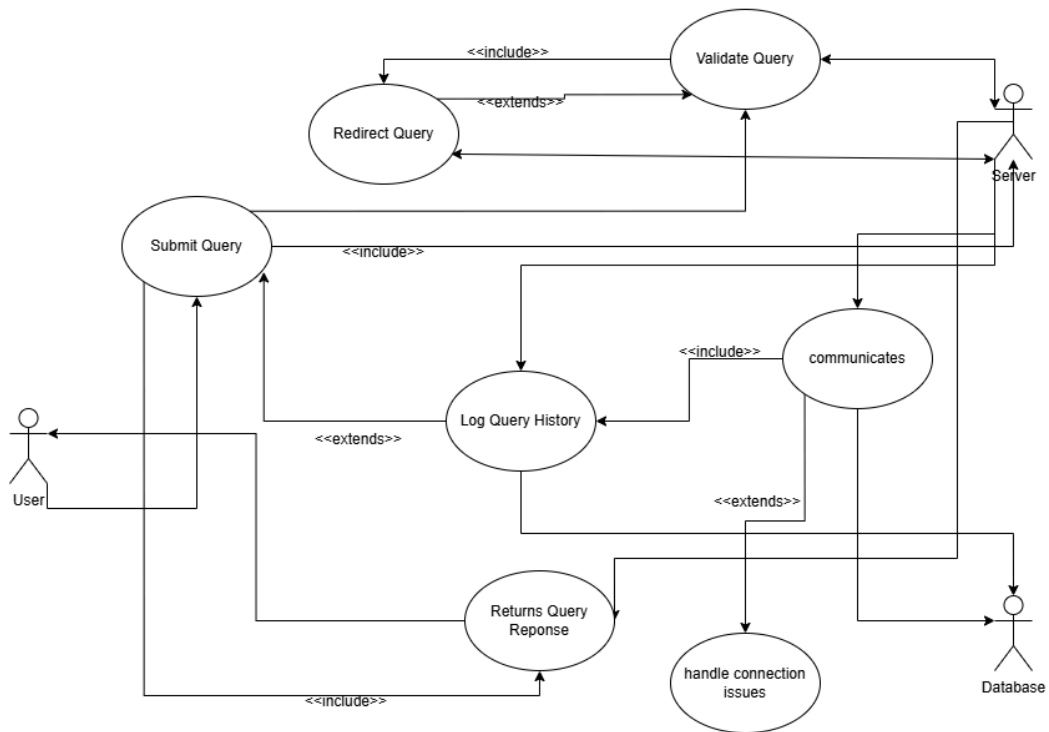 <<include>>
Validate Query
<<extends>>
Redirect Query
Server
Submit Query
<<include>>
<<include>>
communicates
Log Query History
<<extends>>
User
<<extends>>
Returns Query
Reponse
handle connection
issues
Database
<<include>>